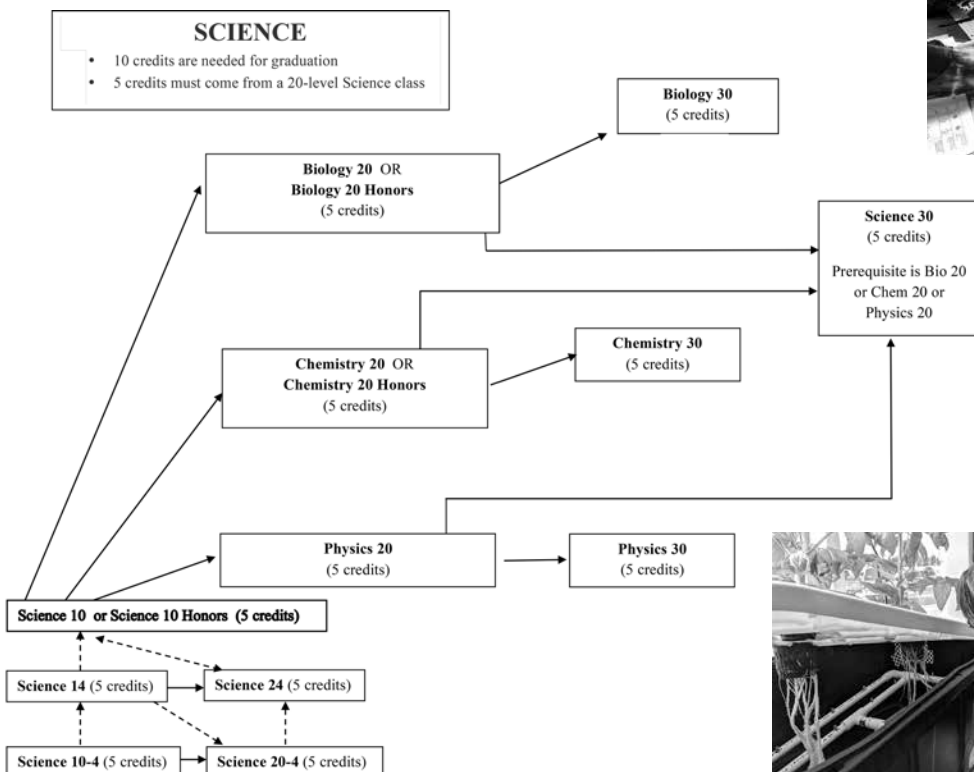 SCIENCE
• 10 credits are needed for graduation
• 5 credits must come from a 20-level Science class
Biology 30
(5 credits)
Biology 20 OR
Biology 20 Honors
(5 credits)
Science 30
(5 credits)
Prerequisite is Bio 20
or Chem 20 or
Physics 20
Chemistry 30
(5 credits)
Chemistry 20 OR
Chemistry 20 Honors
(5 credits)
Physics 20
(5 credits)
Physics 30
(5 credits)
Science 10 or Science 10 Honors (5 credits)
Science 14 (5 credits)
Science 24 (5 credits)
Science 10-4 (5 credits)
Science 20-4 (5 credits)